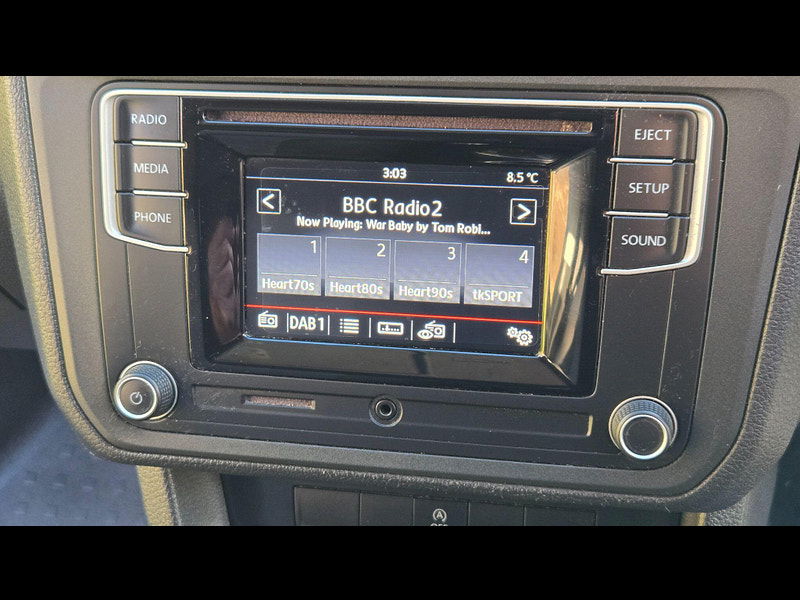 RADIO
MEDIA
PHONE
EJECT
SETUP
SOUND
3:03
8.5 °C
< BBC Radio2 >
Now Playing: War Baby by Tom Robi...
1 2 3 4
Heart70s Heart80s Heart90s tkSPORT
DAB1
A
OFF